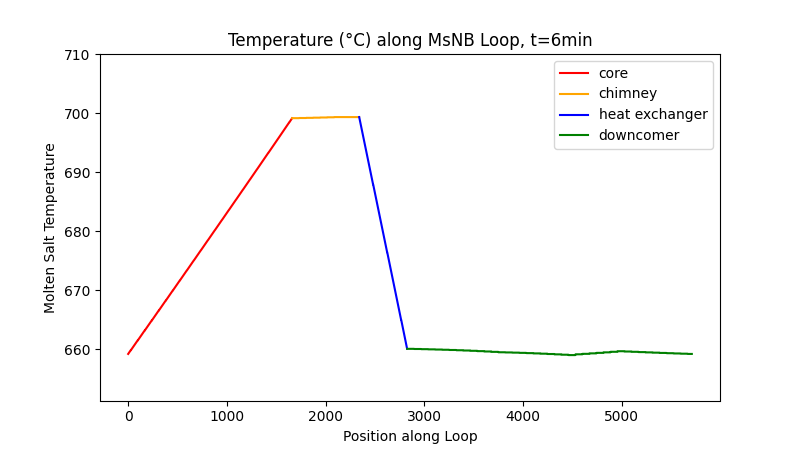 Temperature (°C) along MsNB Loop, t=6min
710
700
690
680
670
660
Molten Salt Temperature
core
chimney
heat exchanger
downcomer
0 1000 2000 3000 4000 5000
Position along Loop